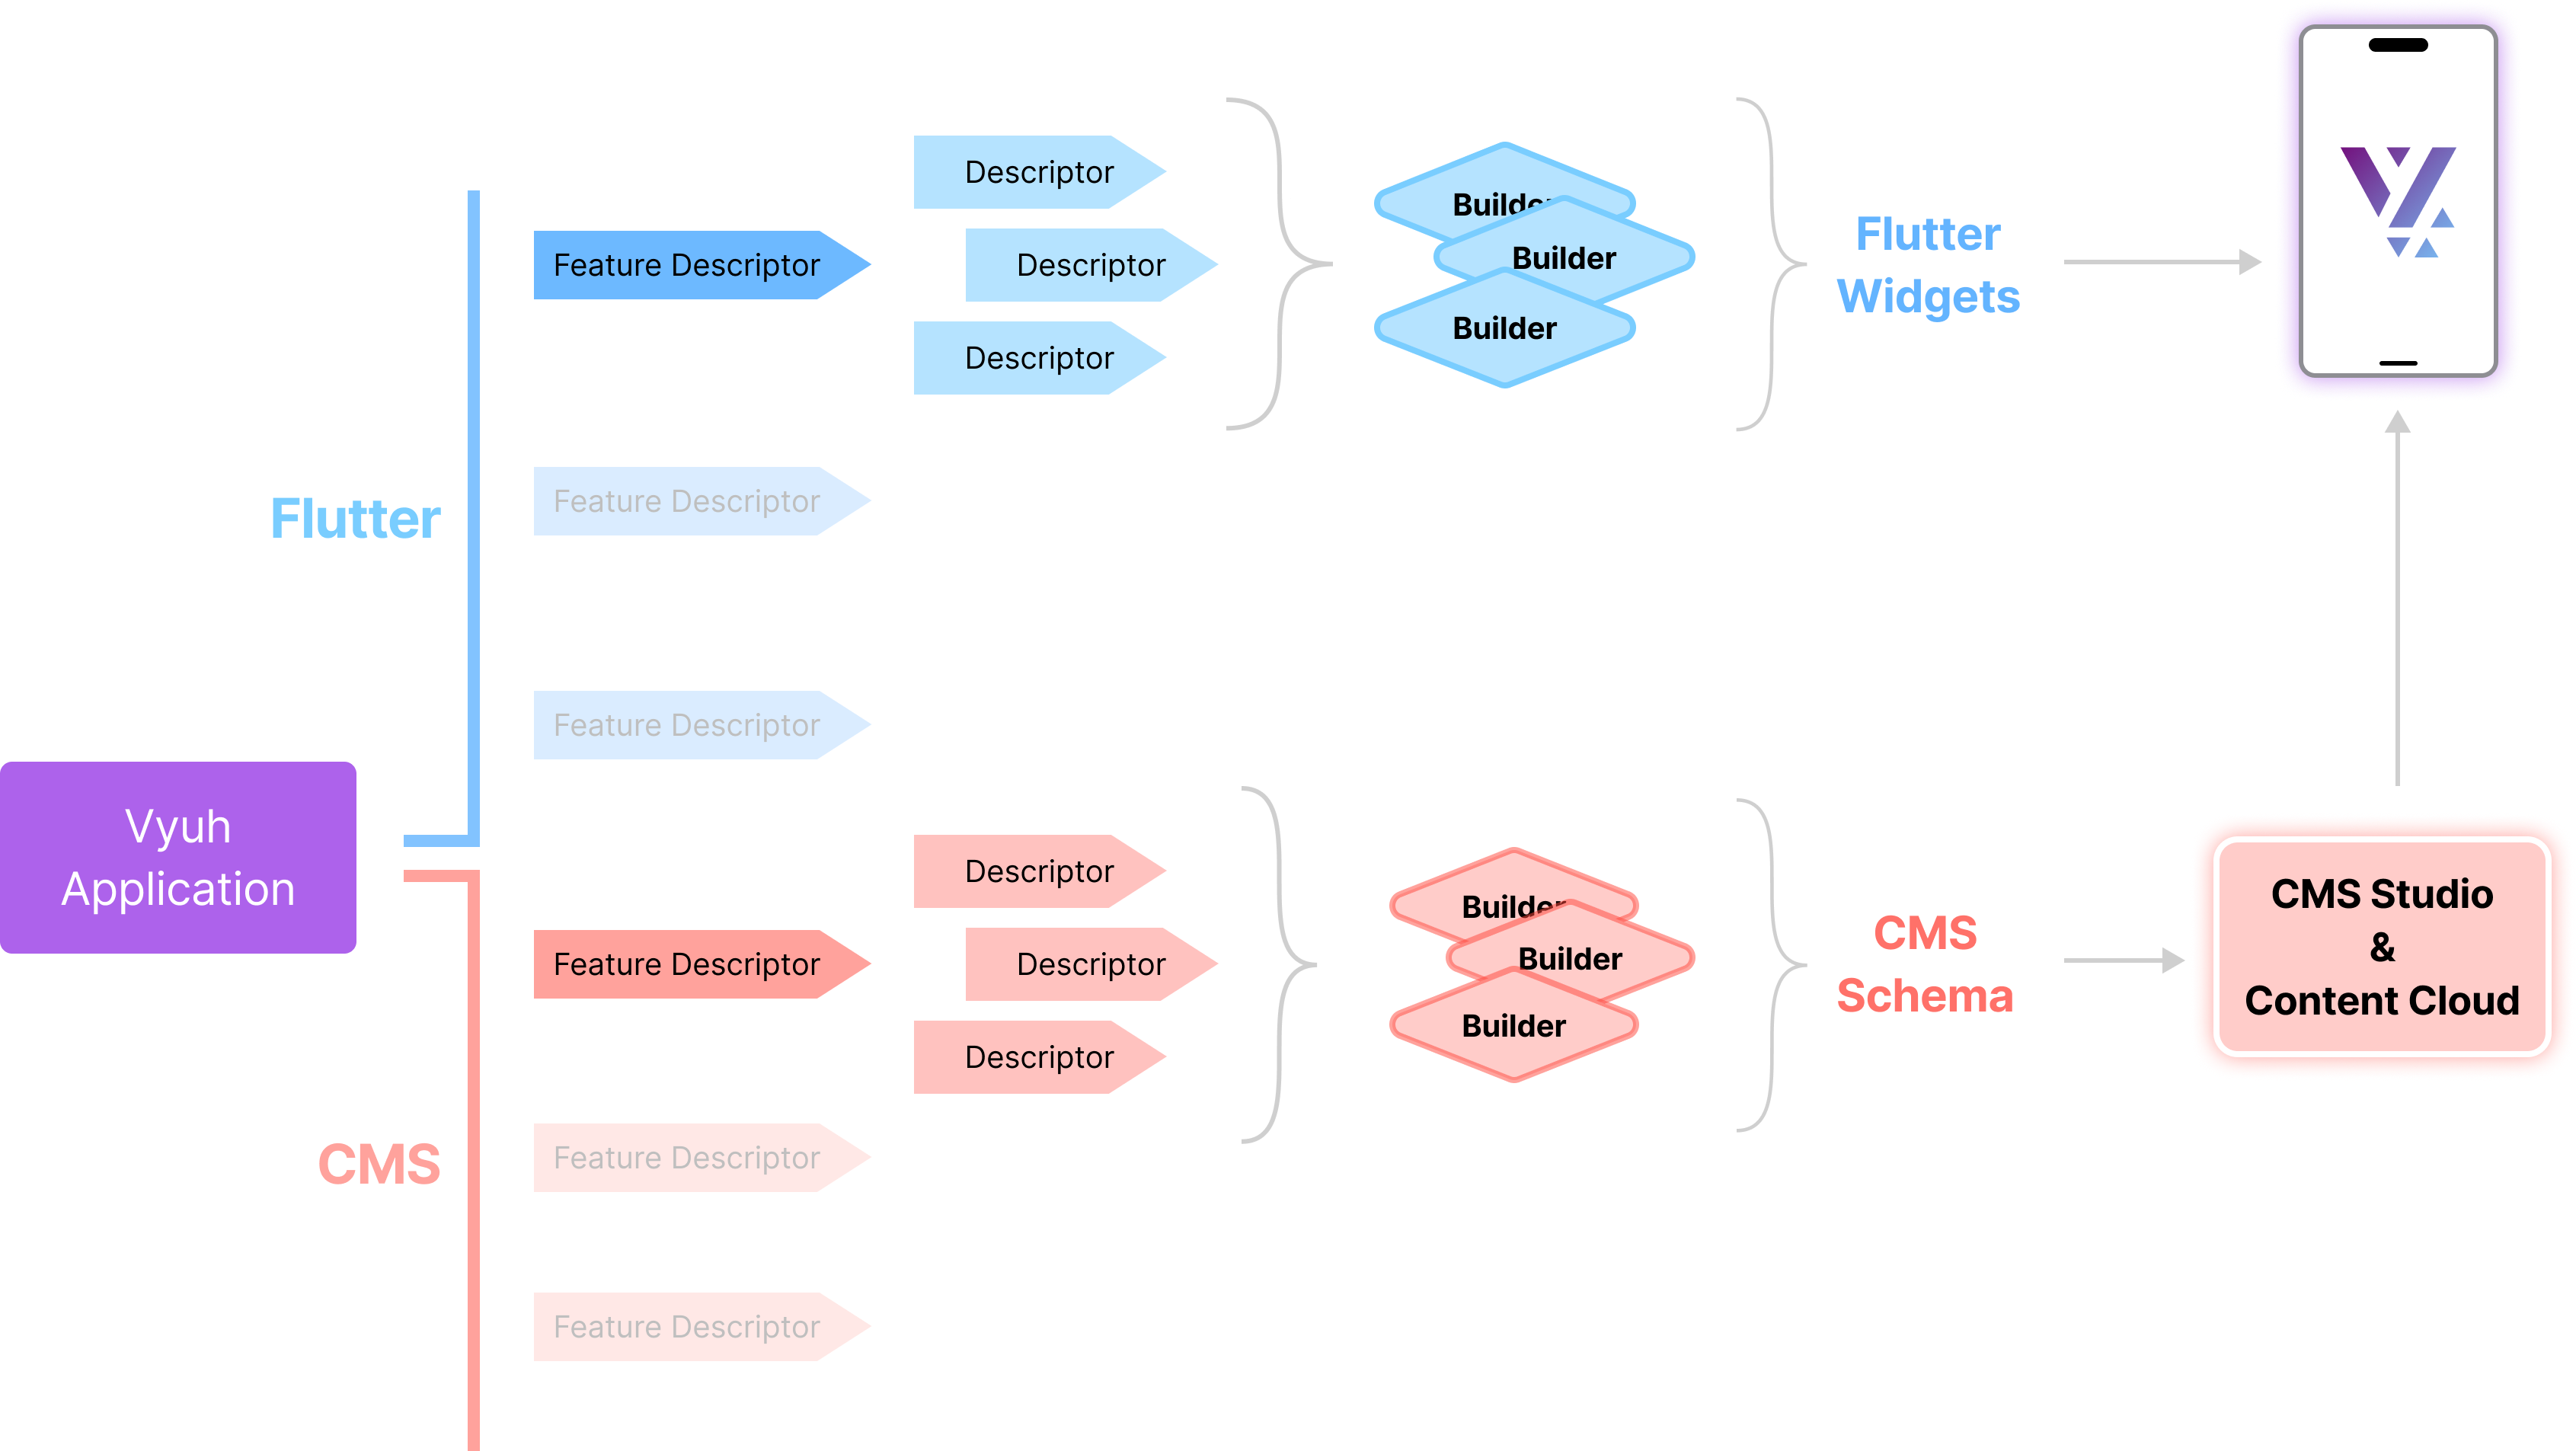 Descriptor
Feature Descriptor
Descriptor
Descriptor
Builder
Builder
Builder
Flutter
Widgets
Flutter
Feature Descriptor
Feature Descriptor
Vyuh
Application
Descriptor
Feature Descriptor
Descriptor
Descriptor
Builder
Builder
Builder
CMS
Schema
CMS Studio
&
Content Cloud
CMS
Feature Descriptor
Feature Descriptor